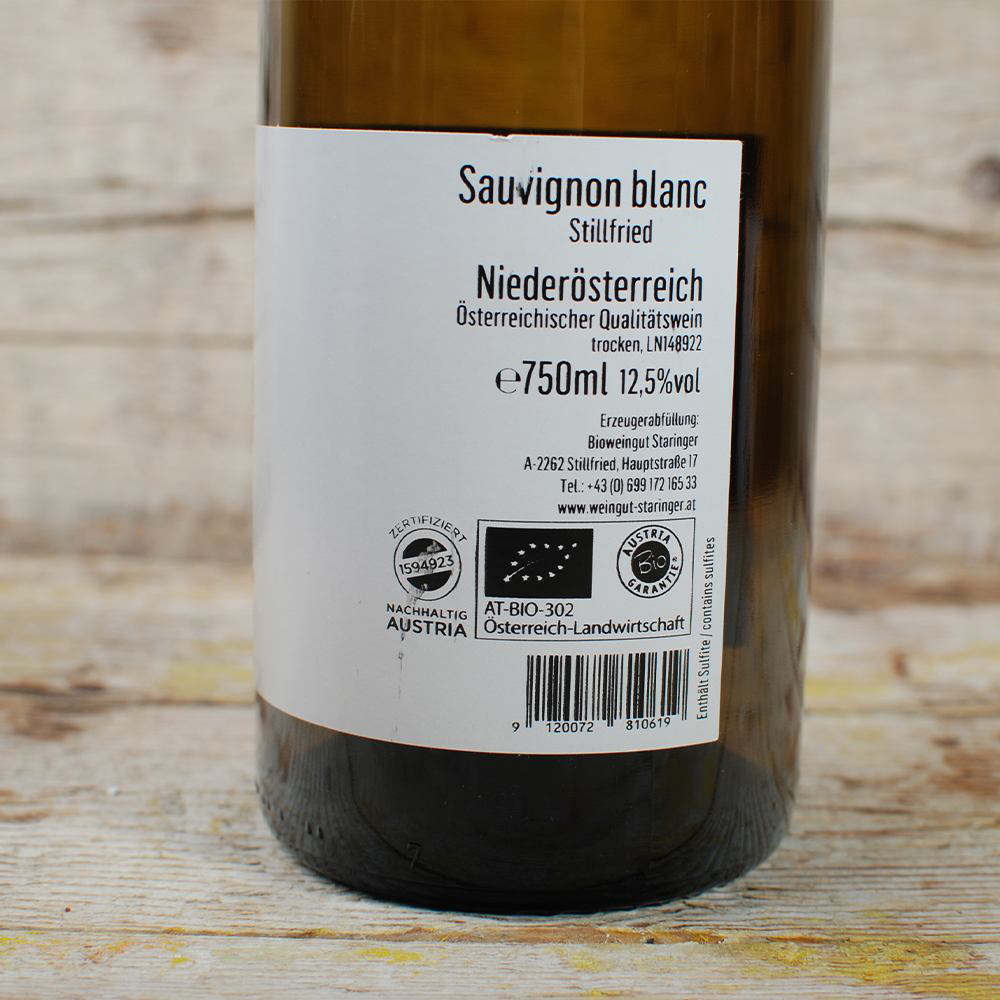 Sauvignon blanc
Stillfried
Niederösterreich
Österreichischer Qualitätswein
trocken, LN148922
℮750ml 12,5%vol
Erzeugerabfüllung:
Bioweingut Staringer
A-2262 Stillfried, Hauptstraße 17
Tel.: +43 (0) 699 172 165 33
www.weingut-staringer.at
ZERTIFIZIERT
1594923
NACHHALTIG
AUSTRIA
AUSTRIA
Bio
GARANTIE®
AT-BIO-302
Österreich-Landwirtschaft
Enthält Sulfite / contains sulfites
9 120072 810619